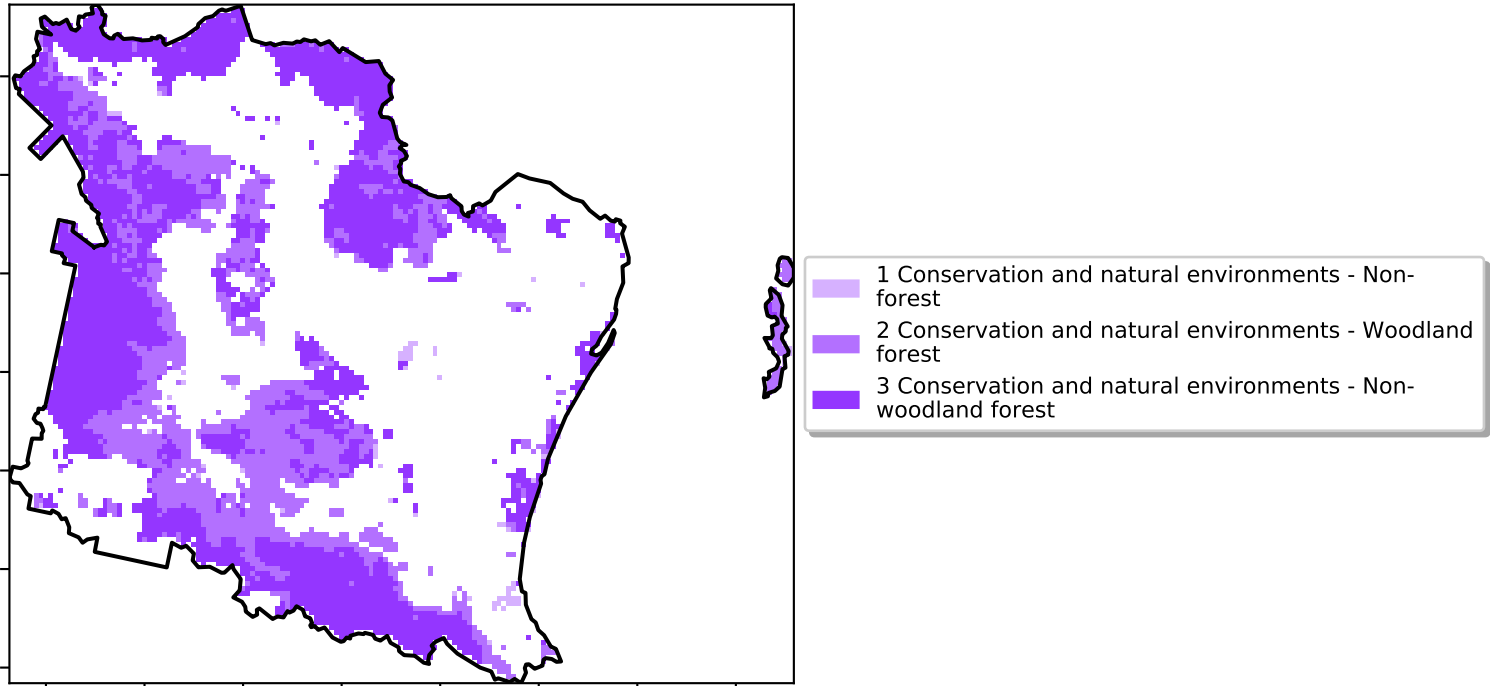 1 Conservation and natural environments - Non-
forest
2 Conservation and natural environments - Woodland
forest
3 Conservation and natural environments - Non-
woodland forest